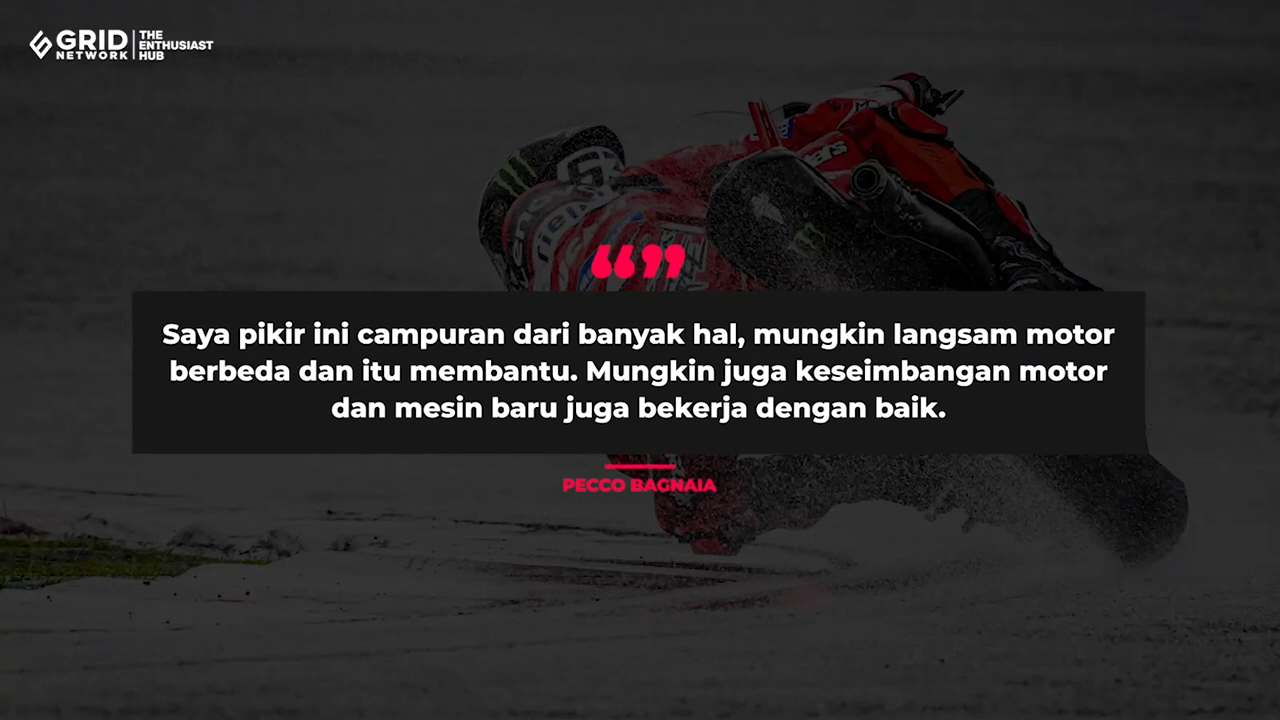 GRID NETWORK
THE ENTHUSIAST HUB
Saya pikir ini campuran dari banyak hal, mungkin langsam motor
berbeda dan itu membantu. Mungkin juga keseimbangan motor
dan mesin baru juga bekerja dengan baik.
PECCO BAGNAIA